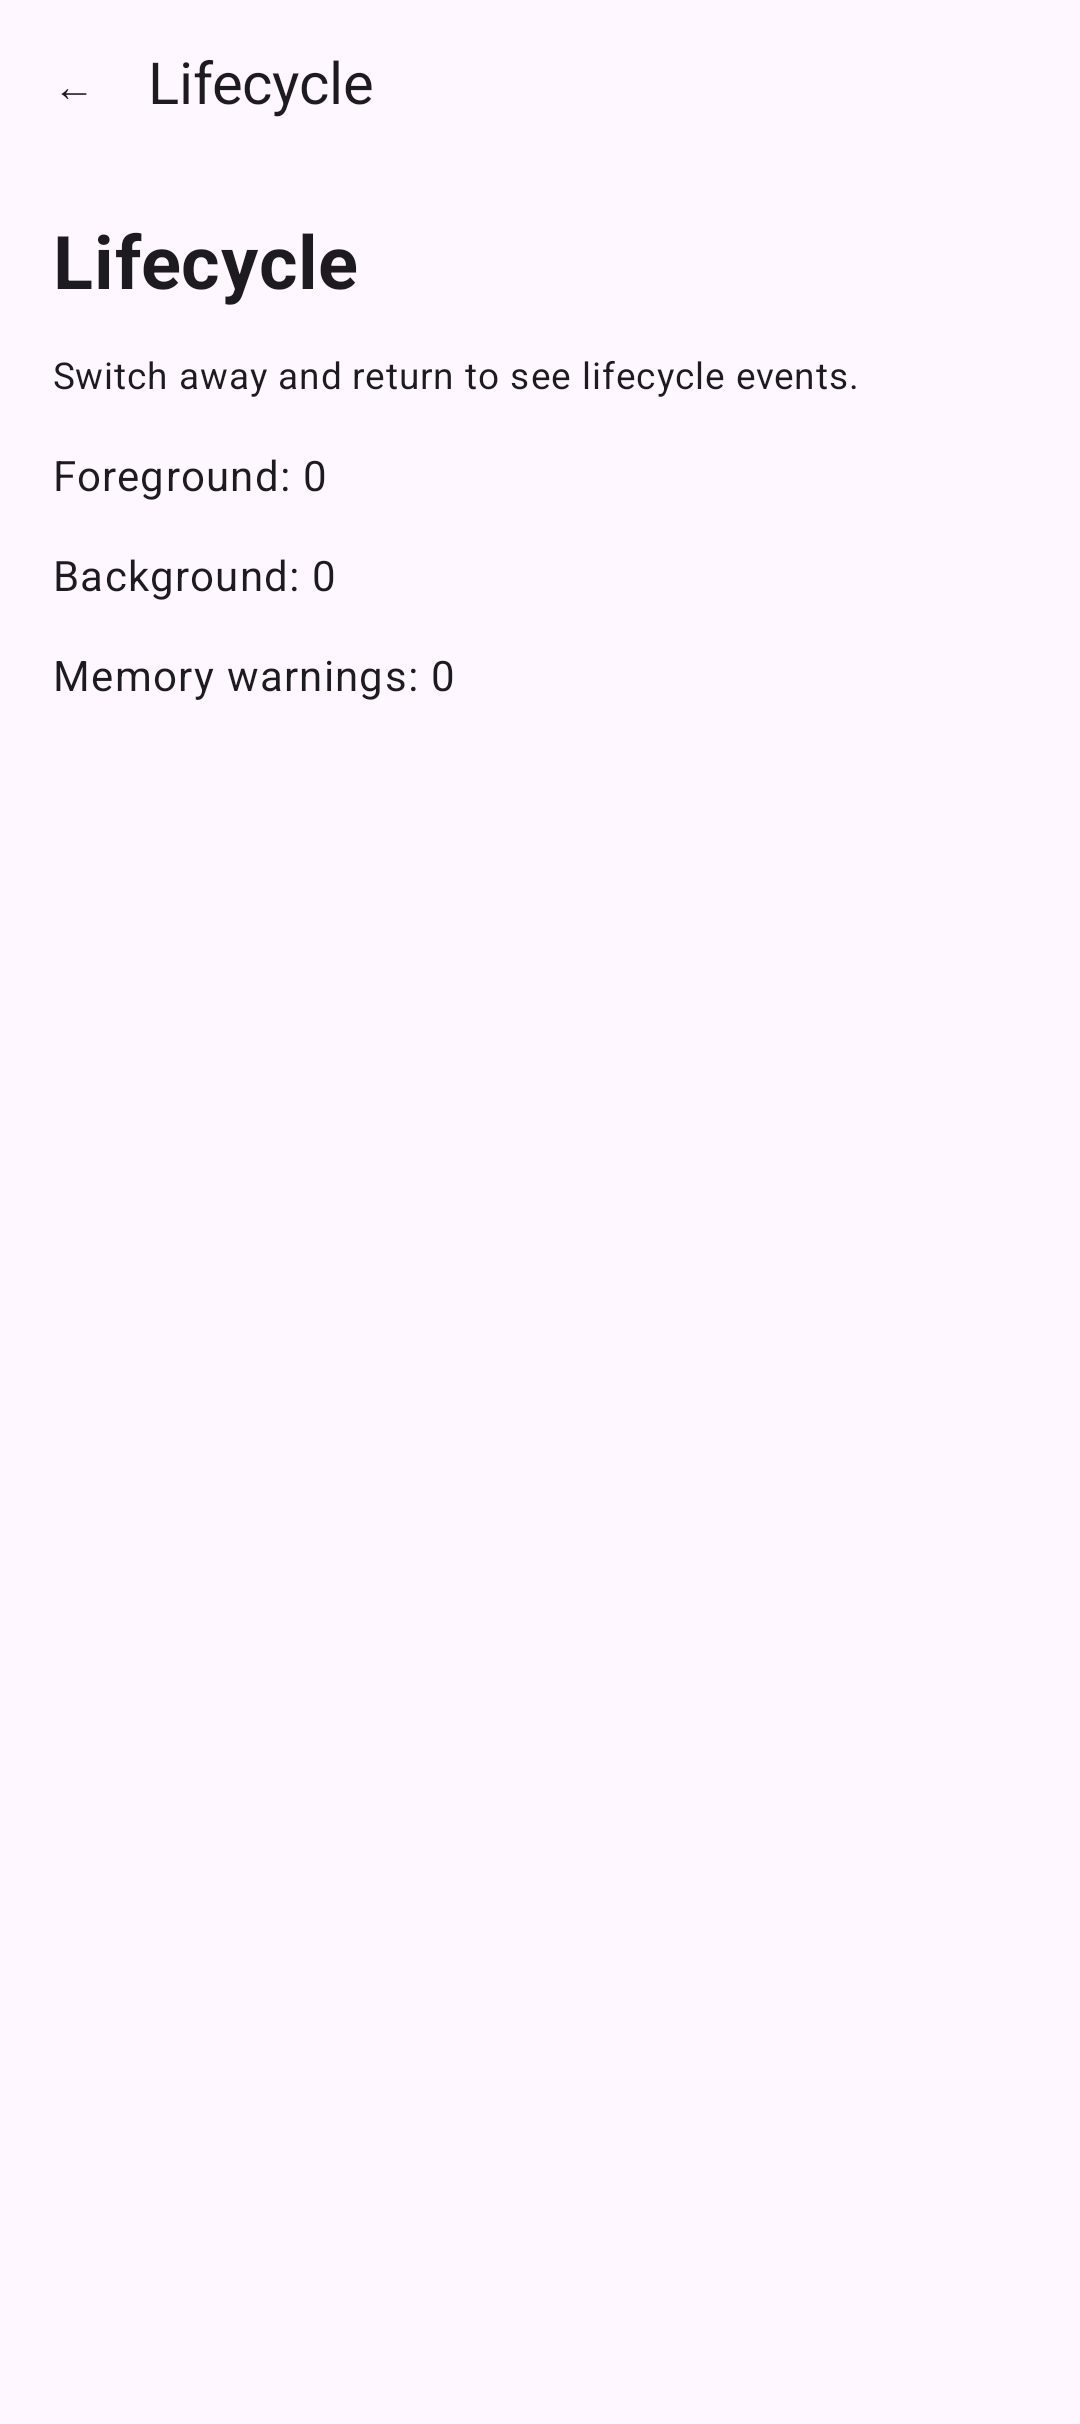 ← Lifecycle
Lifecycle
Switch away and return to see lifecycle events.
Foreground: 0
Background: 0
Memory warnings: 0